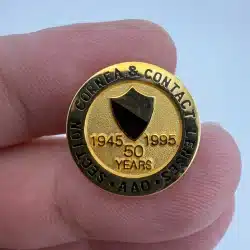 SECTION CORNEA & CONTACT LENSES
1945 1995
50
YEARS
• AAO •